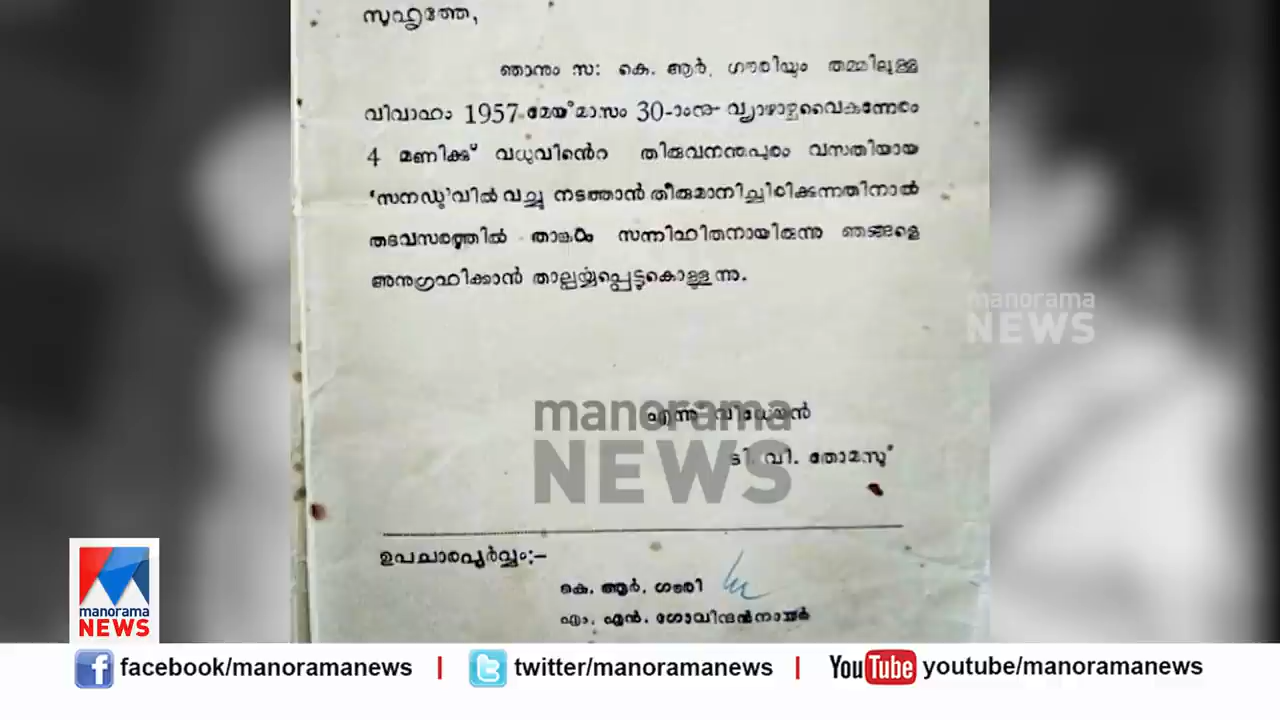 സുഹൃത്തേ,
ഞാനും സ: കെ. ആർ. ഗൗരിയും തമ്മിലുള്ള
വിവാഹം 1957 മേയ് മാസം 30-ാംനു വ്യാഴാഴ്ച വൈകുന്നേരം
4 മണിക്ക് വധുവിൻെറ തിരുവനന്തപുരം വസതിയായ
‘സനഡു’വിൽ വച്ചു നടത്താൻ തീരുമാനിച്ചിരിക്കുന്നതിനാൽ
തദവസരത്തിൽ താങ്കളും സന്നിഹിതനായിരുന്നു ഞങ്ങളെ
അനുഗ്രഹിക്കാൻ താല്പര്യപ്പെട്ടുകൊള്ളുന്നു.
manorama
NEWS
എന്നു വിധേയൻ
manorama
ടി. വി. തോമസ്
NEWS
ഉപചാരപൂർവ്വം:-
കെ. ആർ. ഗൗരി
എം. എൻ. ഗോവിന്ദൻനായർ
manorama
NEWS
facebook/manoramanews | twitter/manoramanews | YouTube youtube/manoramanews